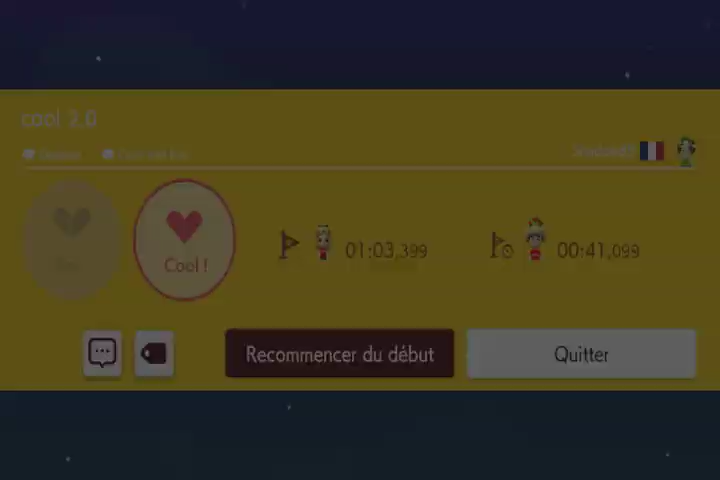 cool 2.0
Cool !
01:03,399
00:41,099
Recommencer du début
Quitter